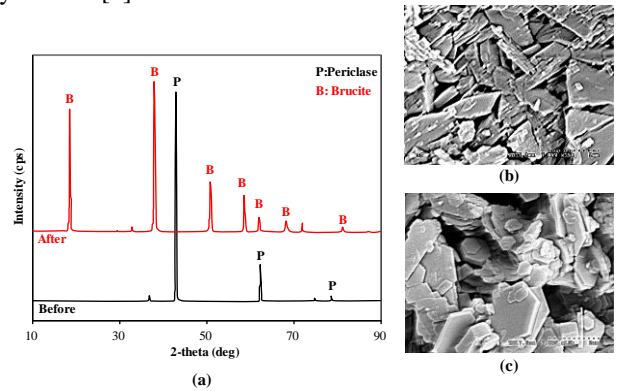 P:Periclase
B: Brucite
B
B
P
B
B
B
B
B
After
P
P
Before
Intensity (cps)
10
30
50
70
90
2-theta (deg)
(a)
(b)
(c)